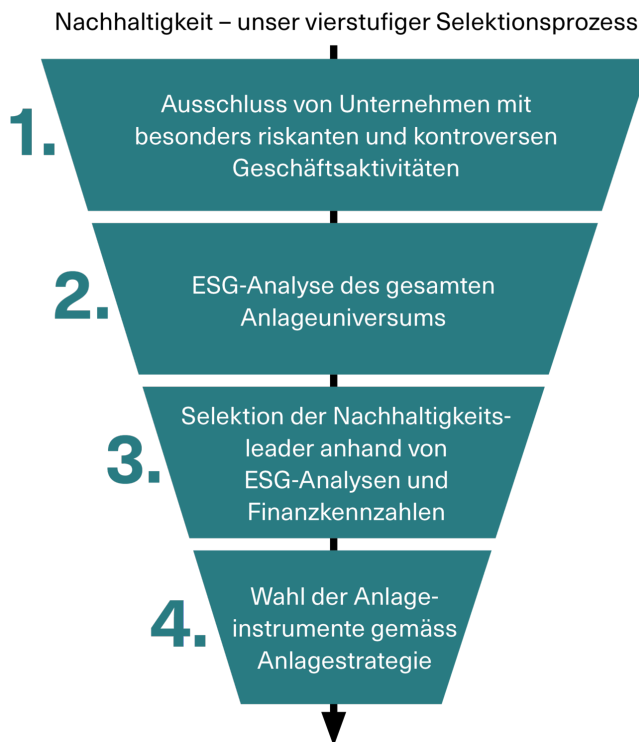 Nachhaltigkeit – unser vierstufiger Selektionsprozess
1.
Ausschluss von Unternehmen mit
besonders riskanten und kontroversen
Geschäftsaktivitäten
2.
ESG-Analyse des gesamten
Anlageuniversums
3.
Selektion der Nachhaltigkeits-
leader anhand von
ESG-Analysen und
Finanzkennzahlen
4.
Wahl der Anlage-
instrumente gemäss
Anlagestrategie